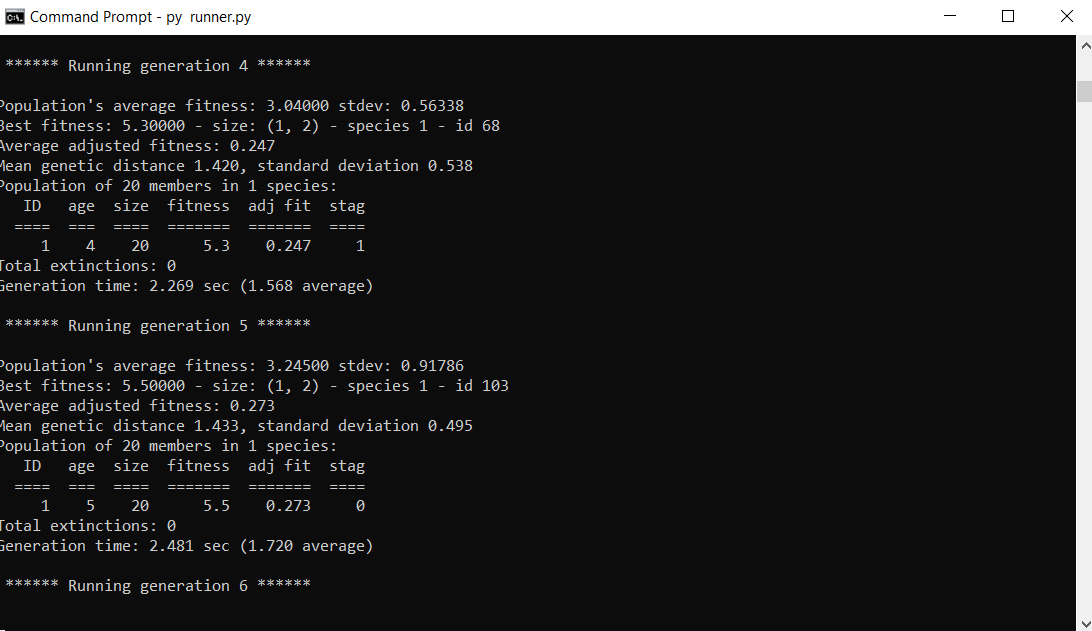 Command Prompt - py  runner.py
****** Running generation 4 ******
Population's average fitness: 3.04000 stdev: 0.56338
Best fitness: 5.30000 - size: (1, 2) - species 1 - id 68
Average adjusted fitness: 0.247
Mean genetic distance 1.420, standard deviation 0.538
Population of 20 members in 1 species:
   ID   age  size  fitness  adj fit  stag
  ====  ===  ====  =======  =======  ====
     1    4    20      5.3    0.247     1
Total extinctions: 0
Generation time: 2.269 sec (1.568 average)
****** Running generation 5 ******
Population's average fitness: 3.24500 stdev: 0.91786
Best fitness: 5.50000 - size: (1, 2) - species 1 - id 103
Average adjusted fitness: 0.273
Mean genetic distance 1.433, standard deviation 0.495
Population of 20 members in 1 species:
   ID   age  size  fitness  adj fit  stag
  ====  ===  ====  =======  =======  ====
     1    5    20      5.5    0.273     0
Total extinctions: 0
Generation time: 2.481 sec (1.720 average)
****** Running generation 6 ******